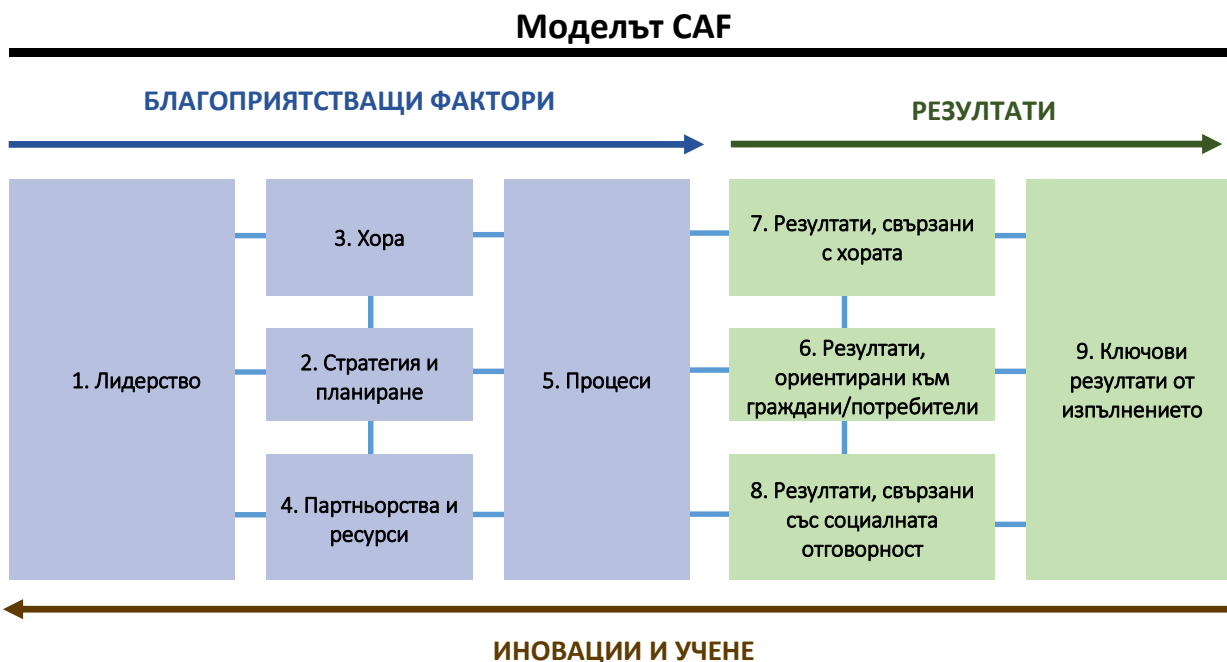 Моделът CAF
БЛАГОПРИЯТСТВАЩИ ФАКТОРИ
РЕЗУЛТАТИ
1. Лидерство
3. Хора
2. Стратегия и
планиране
4. Партньорства и
ресурси
5. Процеси
7. Резултати, свързани
с хората
6. Резултати,
ориентирани към
граждани/потребители
8. Резултати, свързани
със социалната
отговорност
9. Ключови
резултати от
изпълнението
ИНОВАЦИИ И УЧЕНЕ